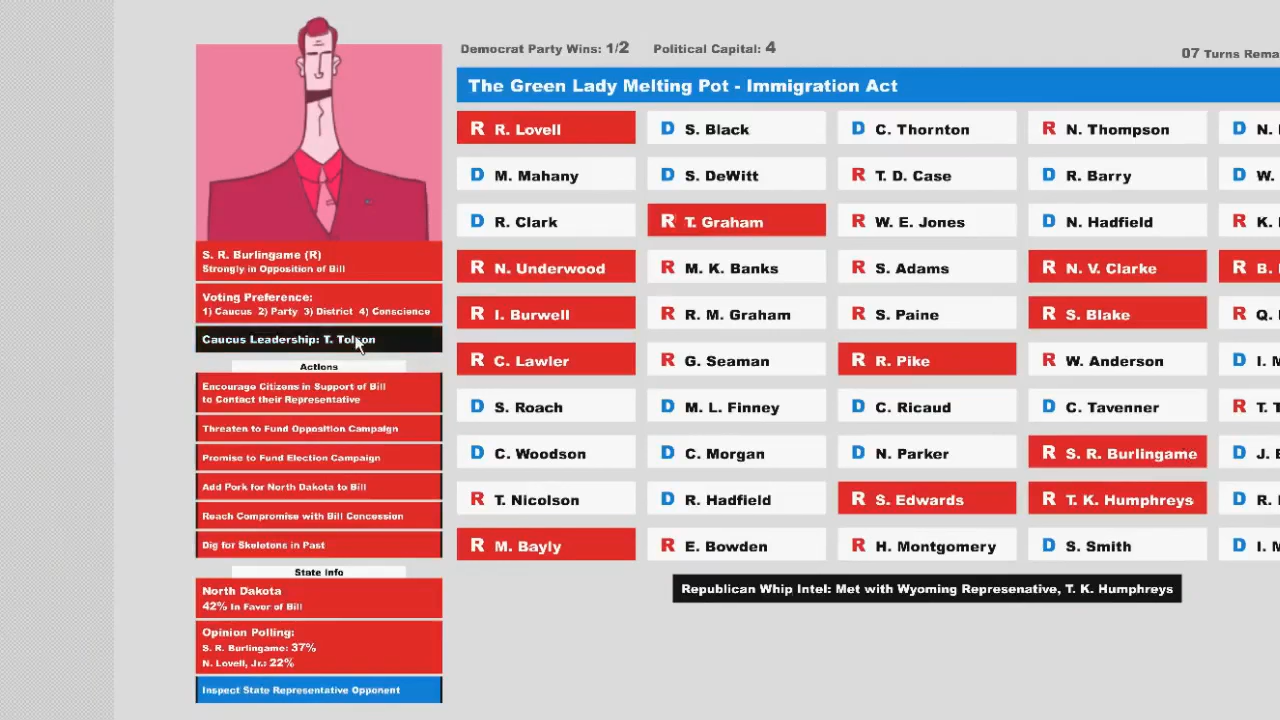 Democrat Party Wins: 1/2 Political Capital: 4
07 Turns Rema
The Green Lady Melting Pot - Immigration Act
R R. Lovell D S. Black D C. Thornton R N. Thompson D N.
D M. Mahany D S. DeWitt R T. D. Case D R. Barry D W.
D R. Clark R T. Graham R W. E. Jones D N. Hadfield R K.
R N. Underwood R M. K. Banks R S. Adams R N. V. Clarke R B.
R I. Burwell R R. M. Graham R S. Paine R S. Blake R Q.
R C. Lawler R G. Seaman R R. Pike R W. Anderson D I. M
D S. Roach D M. L. Finney D C. Ricaud D C. Tavenner R T. T
D C. Woodson D C. Morgan D N. Parker R S. R. Burlingame D J. E
R T. Nicolson D R. Hadfield R S. Edwards R T. K. Humphreys D R.
R M. Bayly R E. Bowden R H. Montgomery D S. Smith D I. M
Republican Whip Intel: Met with Wyoming Represenative, T. K. Humphreys
S. R. Burlingame (R)
Strongly in Opposition of Bill
Voting Preference:
1) Caucus 2) Party 3) District 4) Conscience
Caucus Leadership: T. Tolson
Actions
Encourage Citizens in Support of Bill
to Contact their Representative
Threaten to Fund Opposition Campaign
Promise to Fund Election Campaign
Add Pork for North Dakota to Bill
Reach Compromise with Bill Concession
Dig for Skeletons in Past
State Info
North Dakota
42% In Favor of Bill
Opinion Polling:
S. R. Burlingame: 37%
N. Lovell, Jr.: 22%
Inspect State Representative Opponent